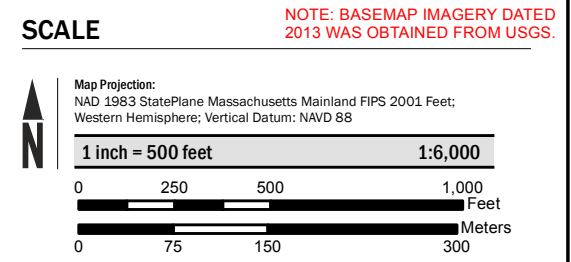 SCALE
NOTE: BASEMAP IMAGERY DATED
2013 WAS OBTAINED FROM USGS.
N
Map Projection:
NAD 1983 StatePlane Massachusetts Mainland FIPS 2001 Feet;
Western Hemisphere; Vertical Datum: NAVD 88
1 inch = 500 feet 1:6,000
0 250 500 1,000
Feet
Meters
0 75 150 300